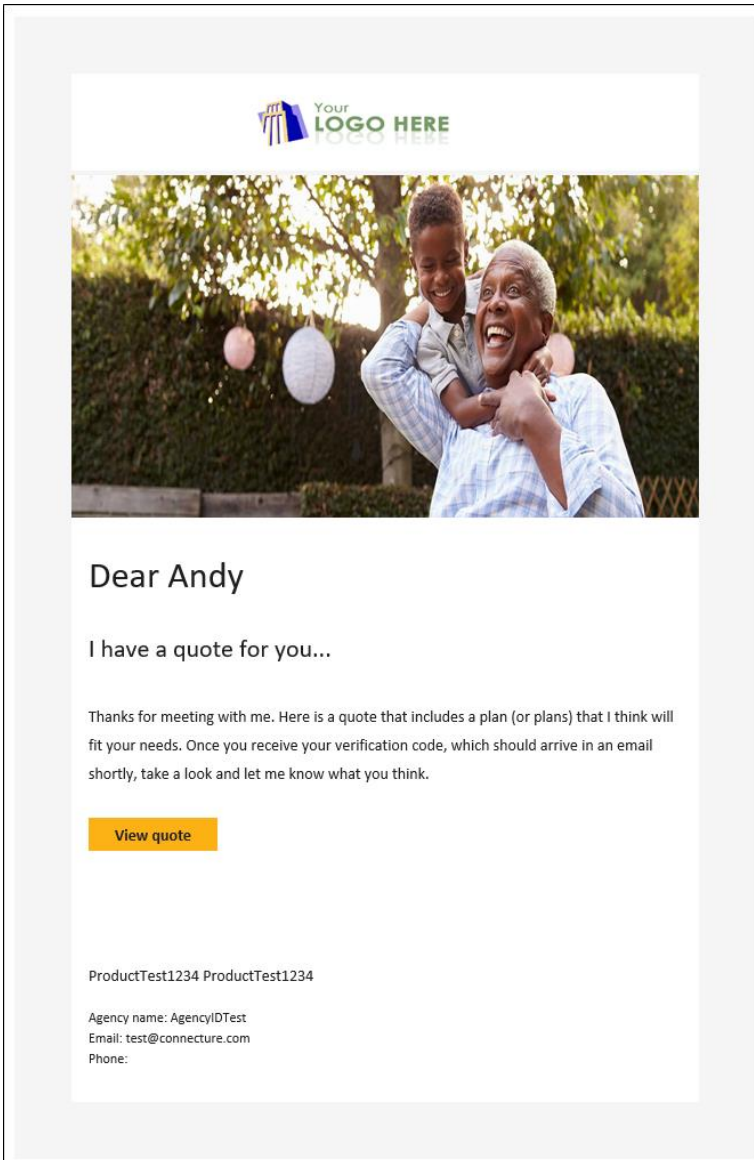 Your
LOGO HERE
Dear Andy
I have a quote for you...
Thanks for meeting with me. Here is a quote that includes a plan (or plans) that I think will
fit your needs. Once you receive your verification code, which should arrive in an email
shortly, take a look and let me know what you think.
View quote
ProductTest1234 ProductTest1234
Agency name: AgencyIDTest
Email: test@connecture.com
Phone: